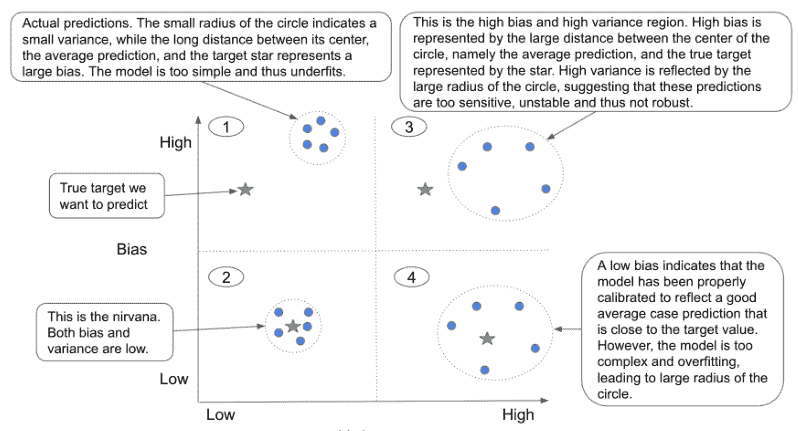 Actual predictions. The small radius of the circle indicates a
small variance, while the long distance between its center,
the average prediction, and the target star represents a
large bias. The model is too simple and thus underfits.
This is the high bias and high variance region. High bias is
represented by the large distance between the center of the
circle, namely the average prediction, and the true target
represented by the star. High variance is reflected by the
large radius of the circle, suggesting that these predictions
are too sensitive, unstable and thus not robust.
1
3
High
True target we
want to predict
Bias
2
4
This is the nirvana.
Both bias and
variance are low.
A low bias indicates that the
model has been properly
calibrated to reflect a good
average case prediction that
is close to the target value.
However, the model is too
complex and overfitting,
leading to large radius of the
circle.
Low
Low
High